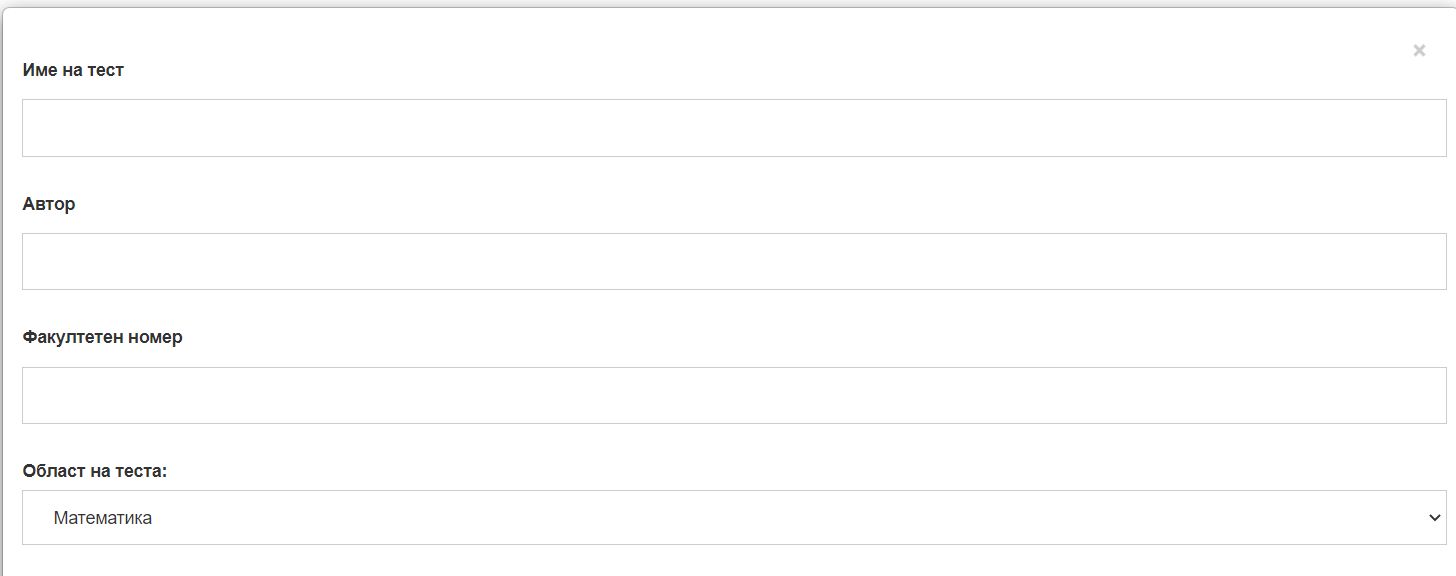 ×
Име на тест
Автор
Факултетен номер
Област на теста:
Математика